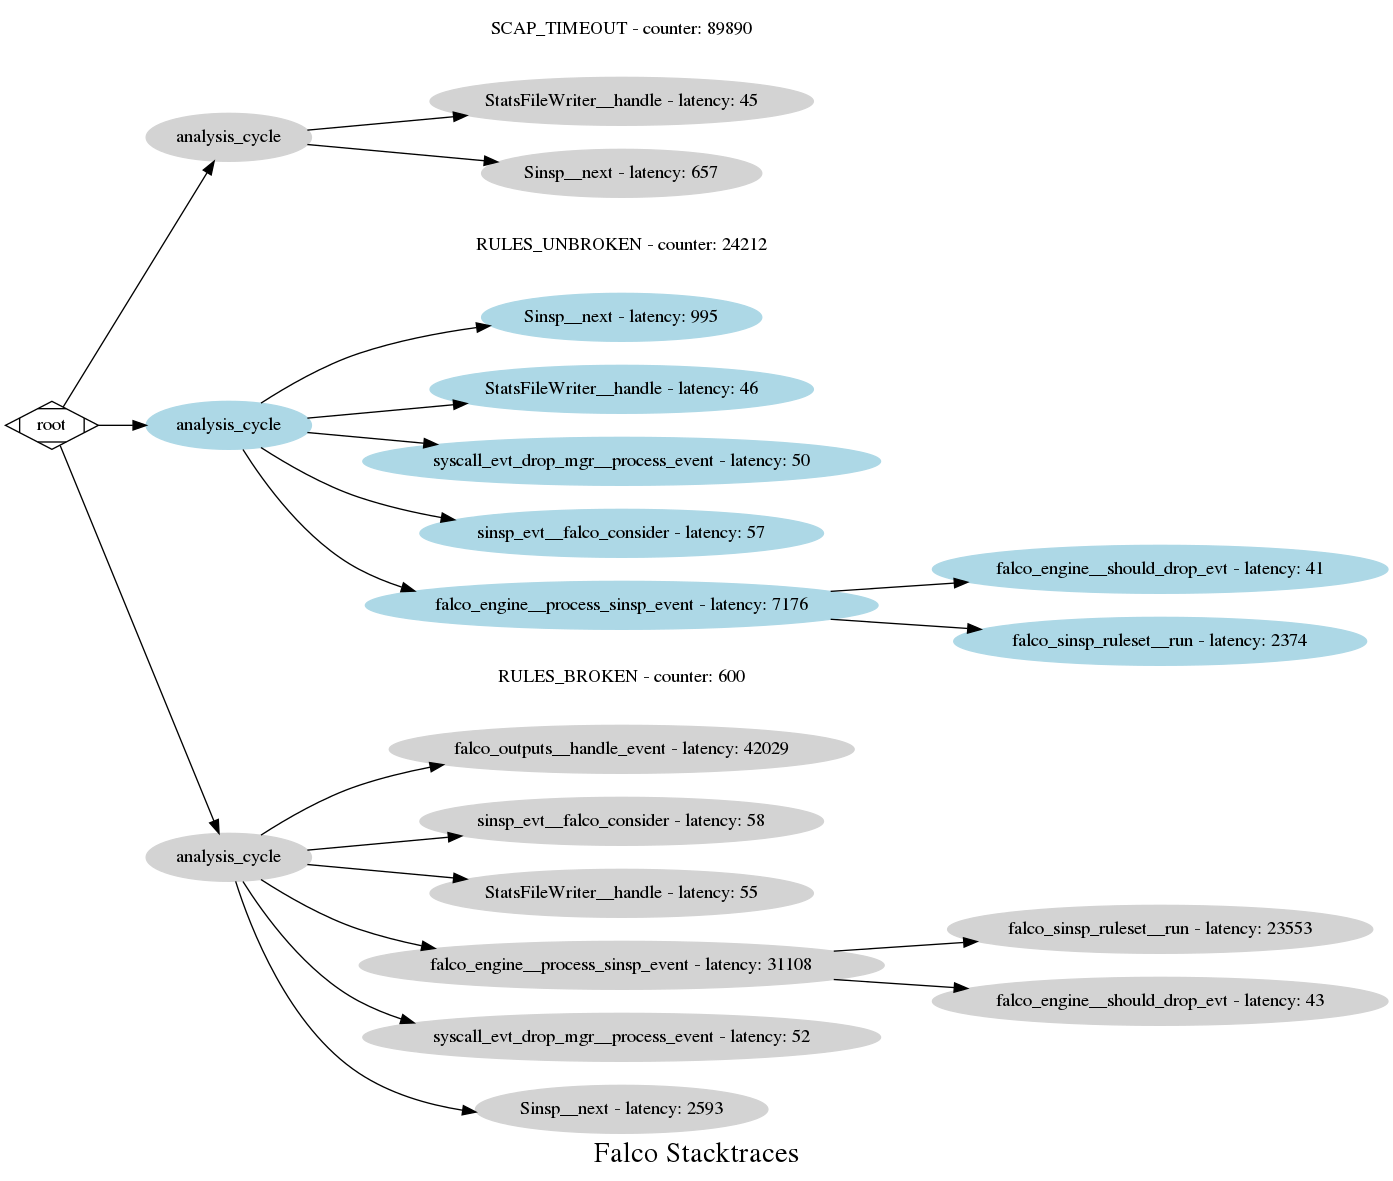 SCAP_TIMEOUT - counter: 89890
StatsFileWriter__handle - latency: 45
analysis_cycle
Sinsp__next - latency: 657
RULES_UNBROKEN - counter: 24212
Sinsp__next - latency: 995
StatsFileWriter__handle - latency: 46
root
analysis_cycle
syscall_evt_drop_mgr__process_event - latency: 50
sinsp_evt__falco_consider - latency: 57
falco_engine__should_drop_evt - latency: 41
falco_engine__process_sinsp_event - latency: 7176
falco_sinsp_ruleset__run - latency: 2374
RULES_BROKEN - counter: 600
falco_outputs__handle_event - latency: 42029
sinsp_evt__falco_consider - latency: 58
analysis_cycle
StatsFileWriter__handle - latency: 55
falco_sinsp_ruleset__run - latency: 23553
falco_engine__process_sinsp_event - latency: 31108
falco_engine__should_drop_evt - latency: 43
syscall_evt_drop_mgr__process_event - latency: 52
Sinsp__next - latency: 2593
Falco Stacktraces